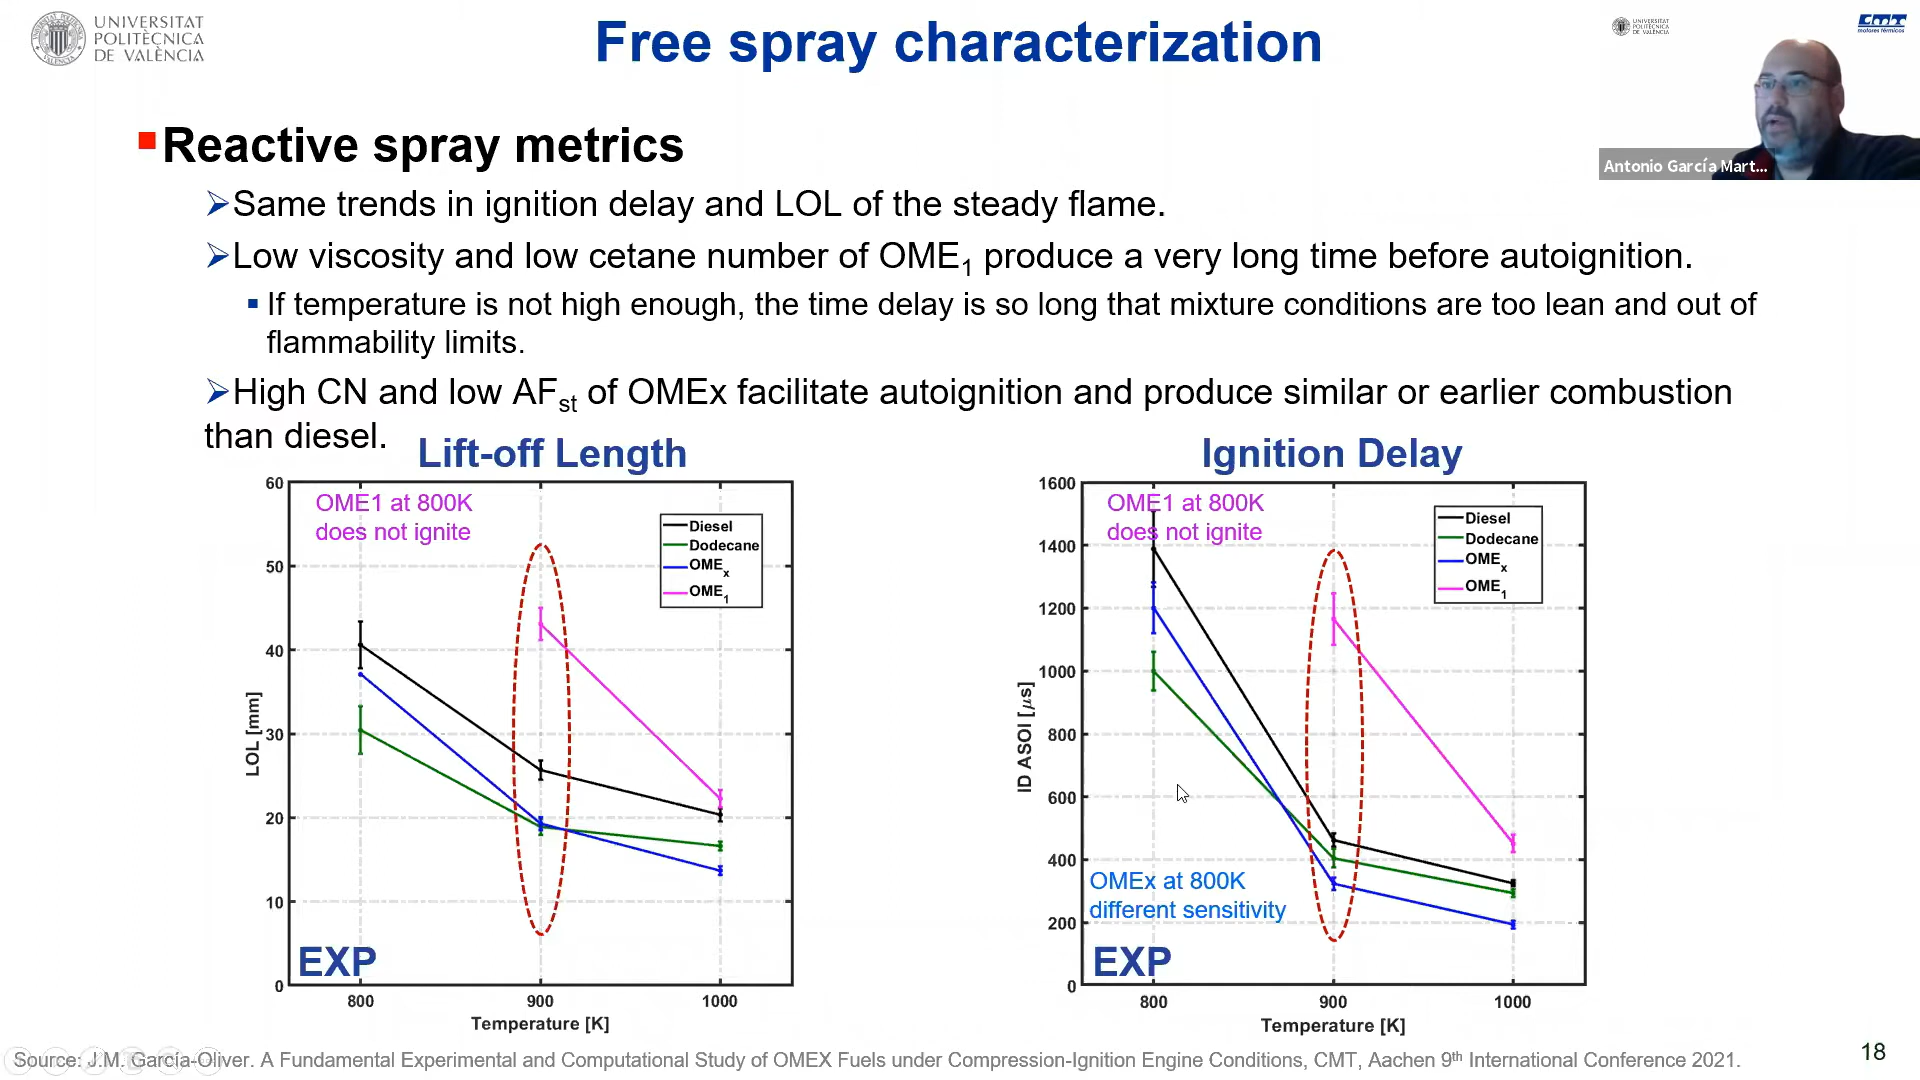 UNIVERSITAT
POLITÈCNICA
DE VALÈNCIA
Free spray characterization
UNIVERSITAT
POLITÈCNICA
DE VALÈNCIA
CMT
motores térmicos
Antonio García Mart...
Reactive spray metrics
Same trends in ignition delay and LOL of the steady flame.
Low viscosity and low cetane number of OME1 produce a very long time before autoignition.
If temperature is not high enough, the time delay is so long that mixture conditions are too lean and out of
flammability limits.
High CN and low AFst of OMEx facilitate autoignition and produce similar or earlier combustion
than diesel.
Lift-off Length
60
50
40
30
20
10
0
LOL [mm]
OME1 at 800K
does not ignite
Diesel
Dodecane
OMEx
OME1
EXP
800
900
1000
Temperature [K]
Ignition Delay
1600
1400
1200
1000
800
600
400
200
0
ID ASOI [µs]
OME1 at 800K
does not ignite
Diesel
Dodecane
OMEx
OME1
OMEx at 800K
different sensitivity
EXP
800
900
1000
Temperature [K]
Source: J.M. García-Oliver. A Fundamental Experimental and Computational Study of OMEX Fuels under Compression-Ignition Engine Conditions, CMT, Aachen 9th International Conference 2021.
18